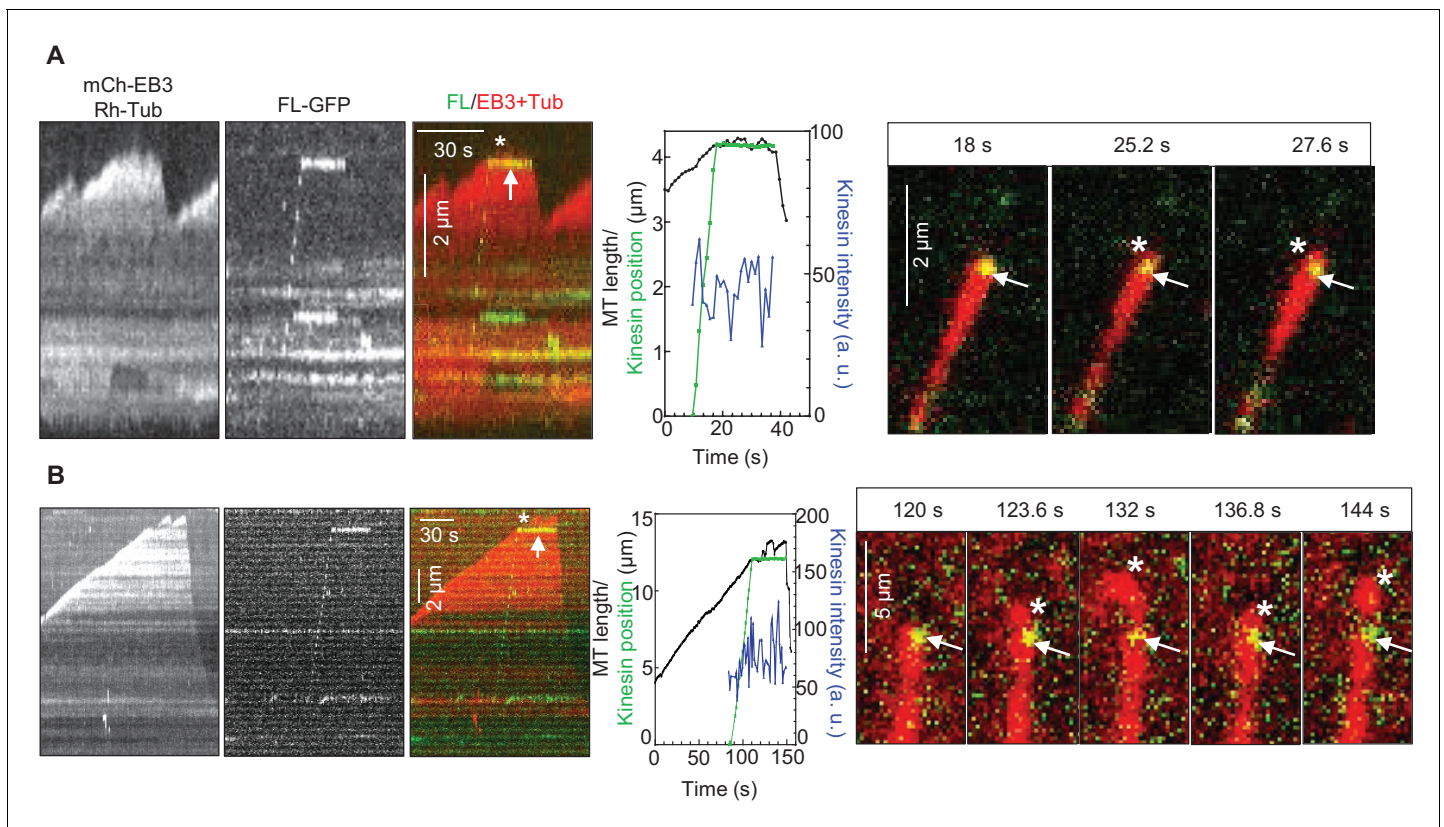 A
mCh-EB3
Rh-Tub
FL-GFP
FL/EB3+Tub
30 s
*
2 µm
MT length/
Kinesin position (µm)
4
3
2
1
0
0 20 40
Time (s)
100
50
0
Kinesin intensity (a. u.)
18 s 25.2 s 27.6 s
2 µm
* *
B
30 s
*
2 µm
MT length/
Kinesin position (µm)
15
10
5
0
0 50 100 150
Time (s)
200
150
100
50
0
Kinesin intensity (a. u.)
120 s 123.6 s 132 s 136.8 s 144 s
5 µm
* * * *